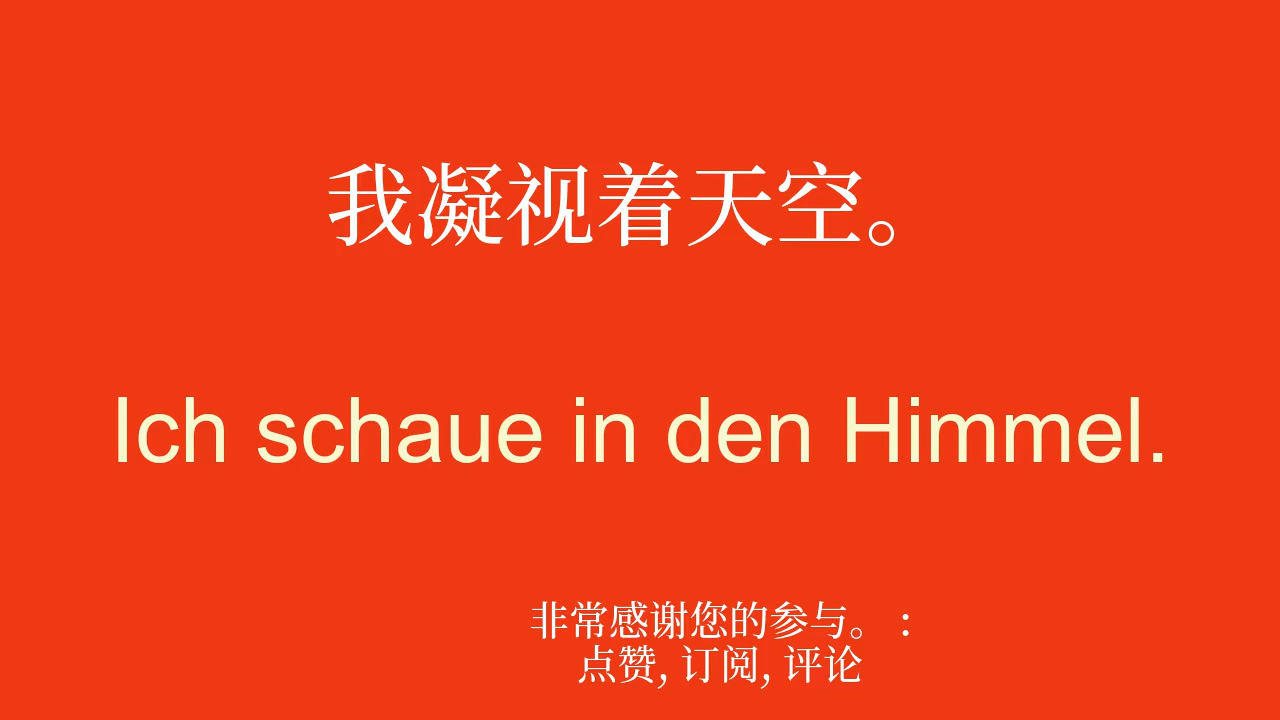 我凝视着天空。
Ich schaue in den Himmel.
非常感谢您的参与。 :
点赞, 订阅, 评论